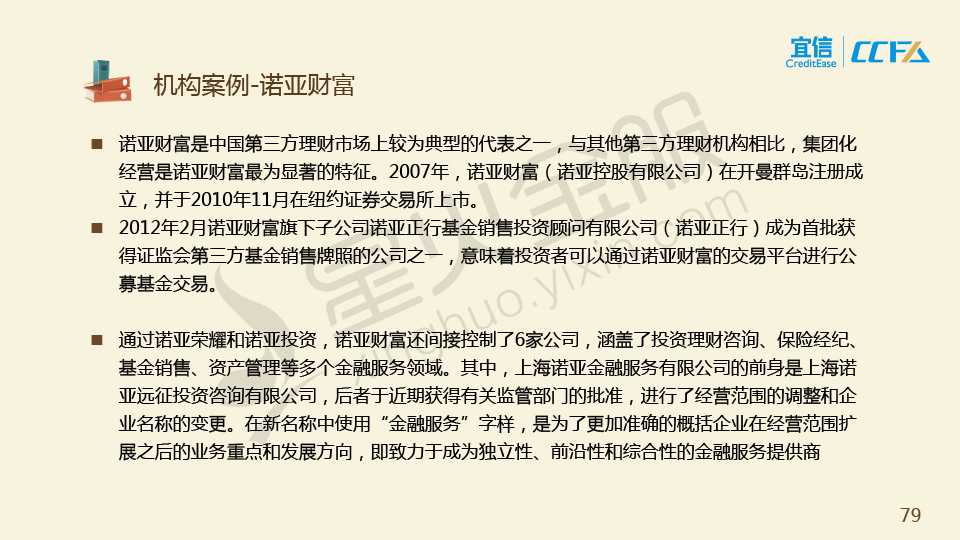 宜信
CreditEase
CCFA
机构案例-诺亚财富
诺亚财富是中国第三方理财市场上较为典型的代表之一，与其他第三方理财机构相比，集团化
经营是诺亚财富最为显著的特征。2007年，诺亚财富（诺亚控股有限公司）在开曼群岛注册成
立，并于2010年11月在纽约证券交易所上市。
2012年2月诺亚财富旗下子公司诺亚正行基金销售投资顾问有限公司（诺亚正行）成为首批获
得证监会第三方基金销售牌照的公司之一，意味着投资者可以通过诺亚财富的交易平台进行公
募基金交易。
通过诺亚荣耀和诺亚投资，诺亚财富还间接控制了6家公司，涵盖了投资理财咨询、保险经纪、
基金销售、资产管理等多个金融服务领域。其中，上海诺亚金融服务有限公司的前身是上海诺
亚远征投资咨询有限公司，后者于近期获得有关监管部门的批准，进行了经营范围的调整和企
业名称的变更。在新名称中使用“金融服务”字样，是为了更加准确的概括企业在经营范围扩
展之后的业务重点和发展方向，即致力于成为独立性、前沿性和综合性的金融服务提供商
星火金服
xinghuo.yixin.com
79